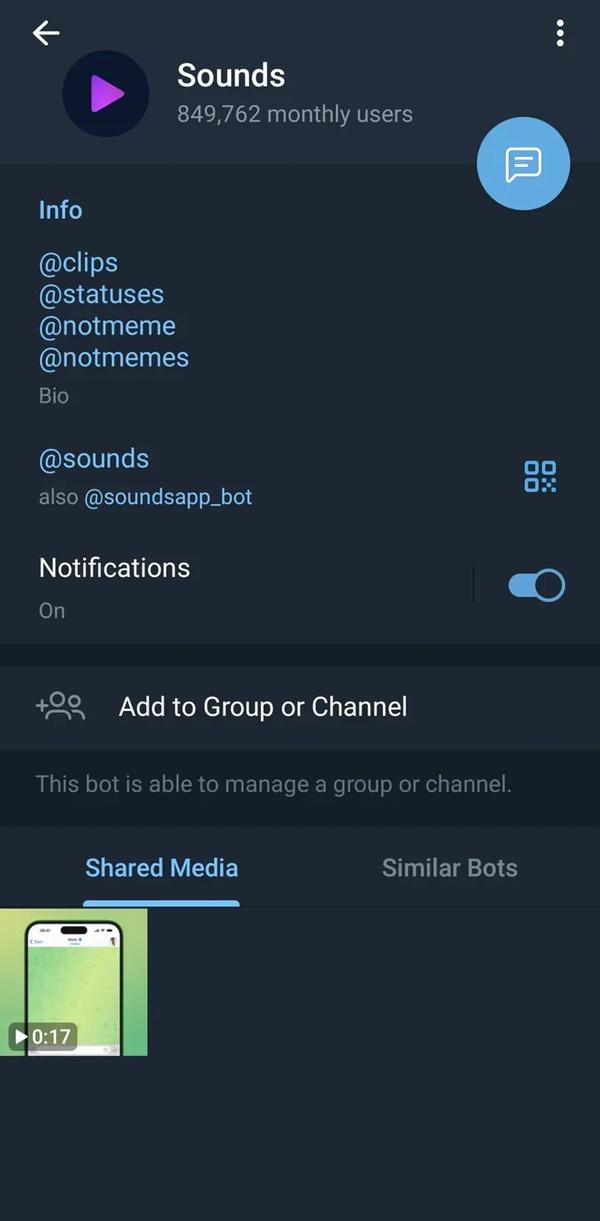 Sounds
849,762 monthly users
Info
@clips
@statuses
@notmeme
@notmemes
Bio
@sounds
also @soundsapp_bot
Notifications
On
Add to Group or Channel
This bot is able to manage a group or channel.
Shared Media
Similar Bots
0:17